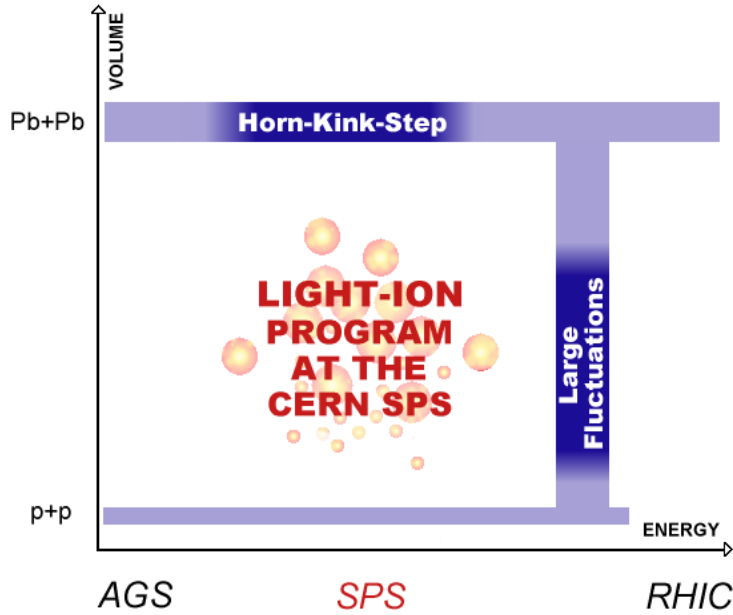 VOLUME
Pb+Pb
Horn-Kink-Step
LIGHT-ION
PROGRAM
AT THE
CERN SPS
Large
Fluctuations
p+p
ENERGY
AGS
SPS
RHIC